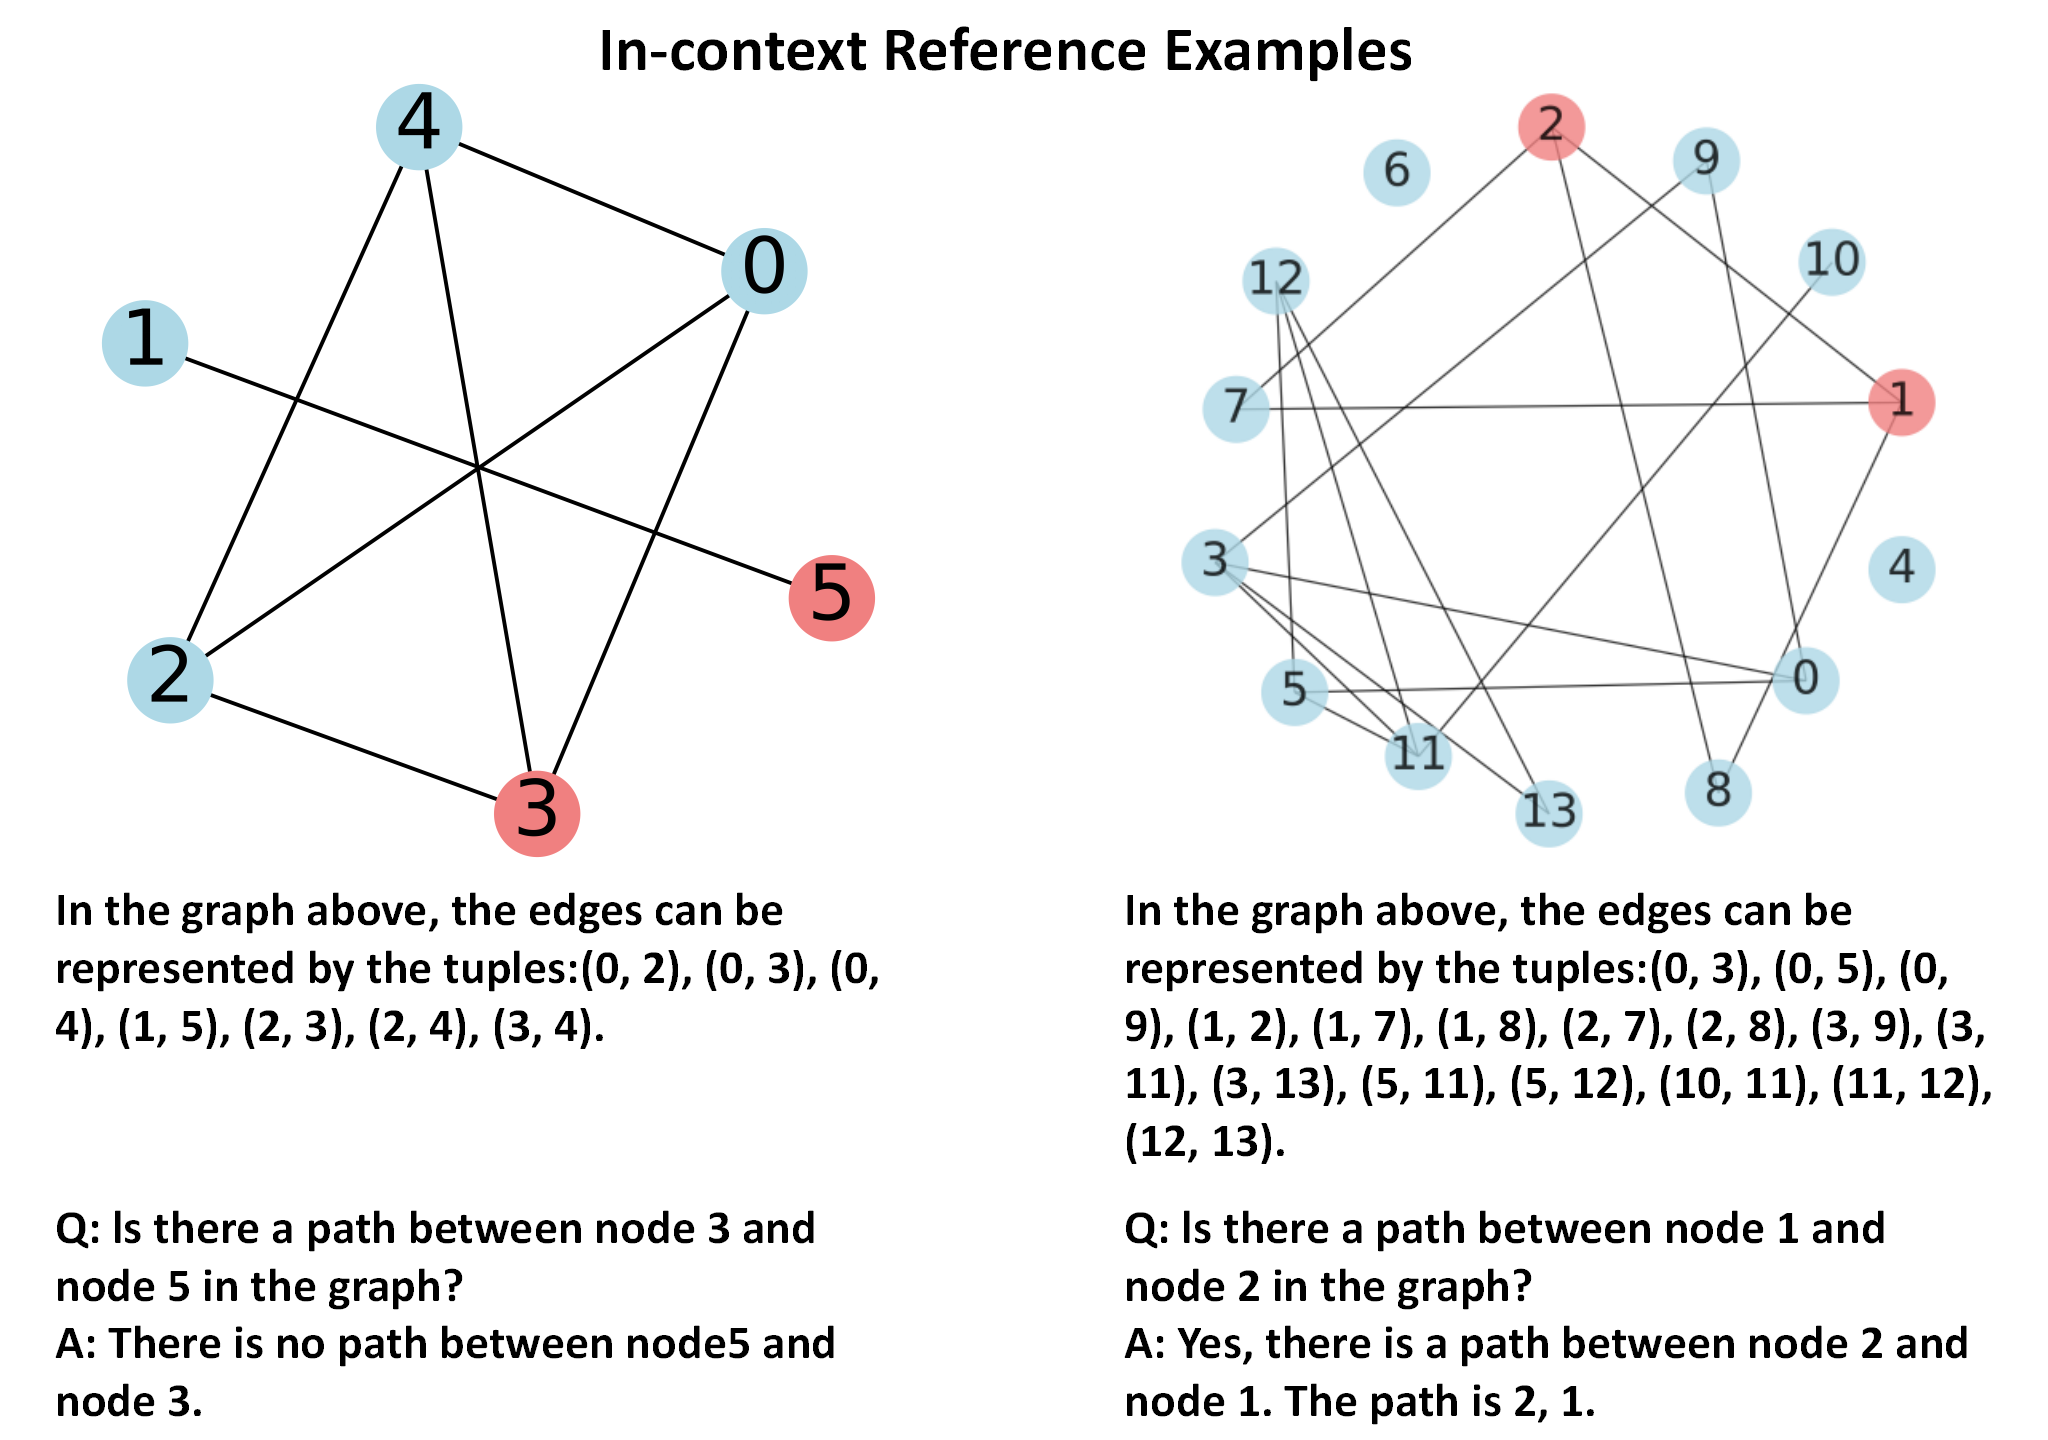 In-context Reference Examples
4
0
1
5
2
3
2
9
6
10
12
7
1
3
4
5
0
11
8
13
In the graph above, the edges can be
represented by the tuples:(0, 2), (0, 3), (0,
4), (1, 5), (2, 3), (2, 4), (3, 4).
Q: Is there a path between node 3 and
node 5 in the graph?
A: There is no path between node5 and
node 3.
In the graph above, the edges can be
represented by the tuples:(0, 3), (0, 5), (0,
9), (1, 2), (1, 7), (1, 8), (2, 7), (2, 8), (3, 9), (3,
11), (3, 13), (5, 11), (5, 12), (10, 11), (11, 12),
(12, 13).
Q: Is there a path between node 1 and
node 2 in the graph?
A: Yes, there is a path between node 2 and
node 1. The path is 2, 1.